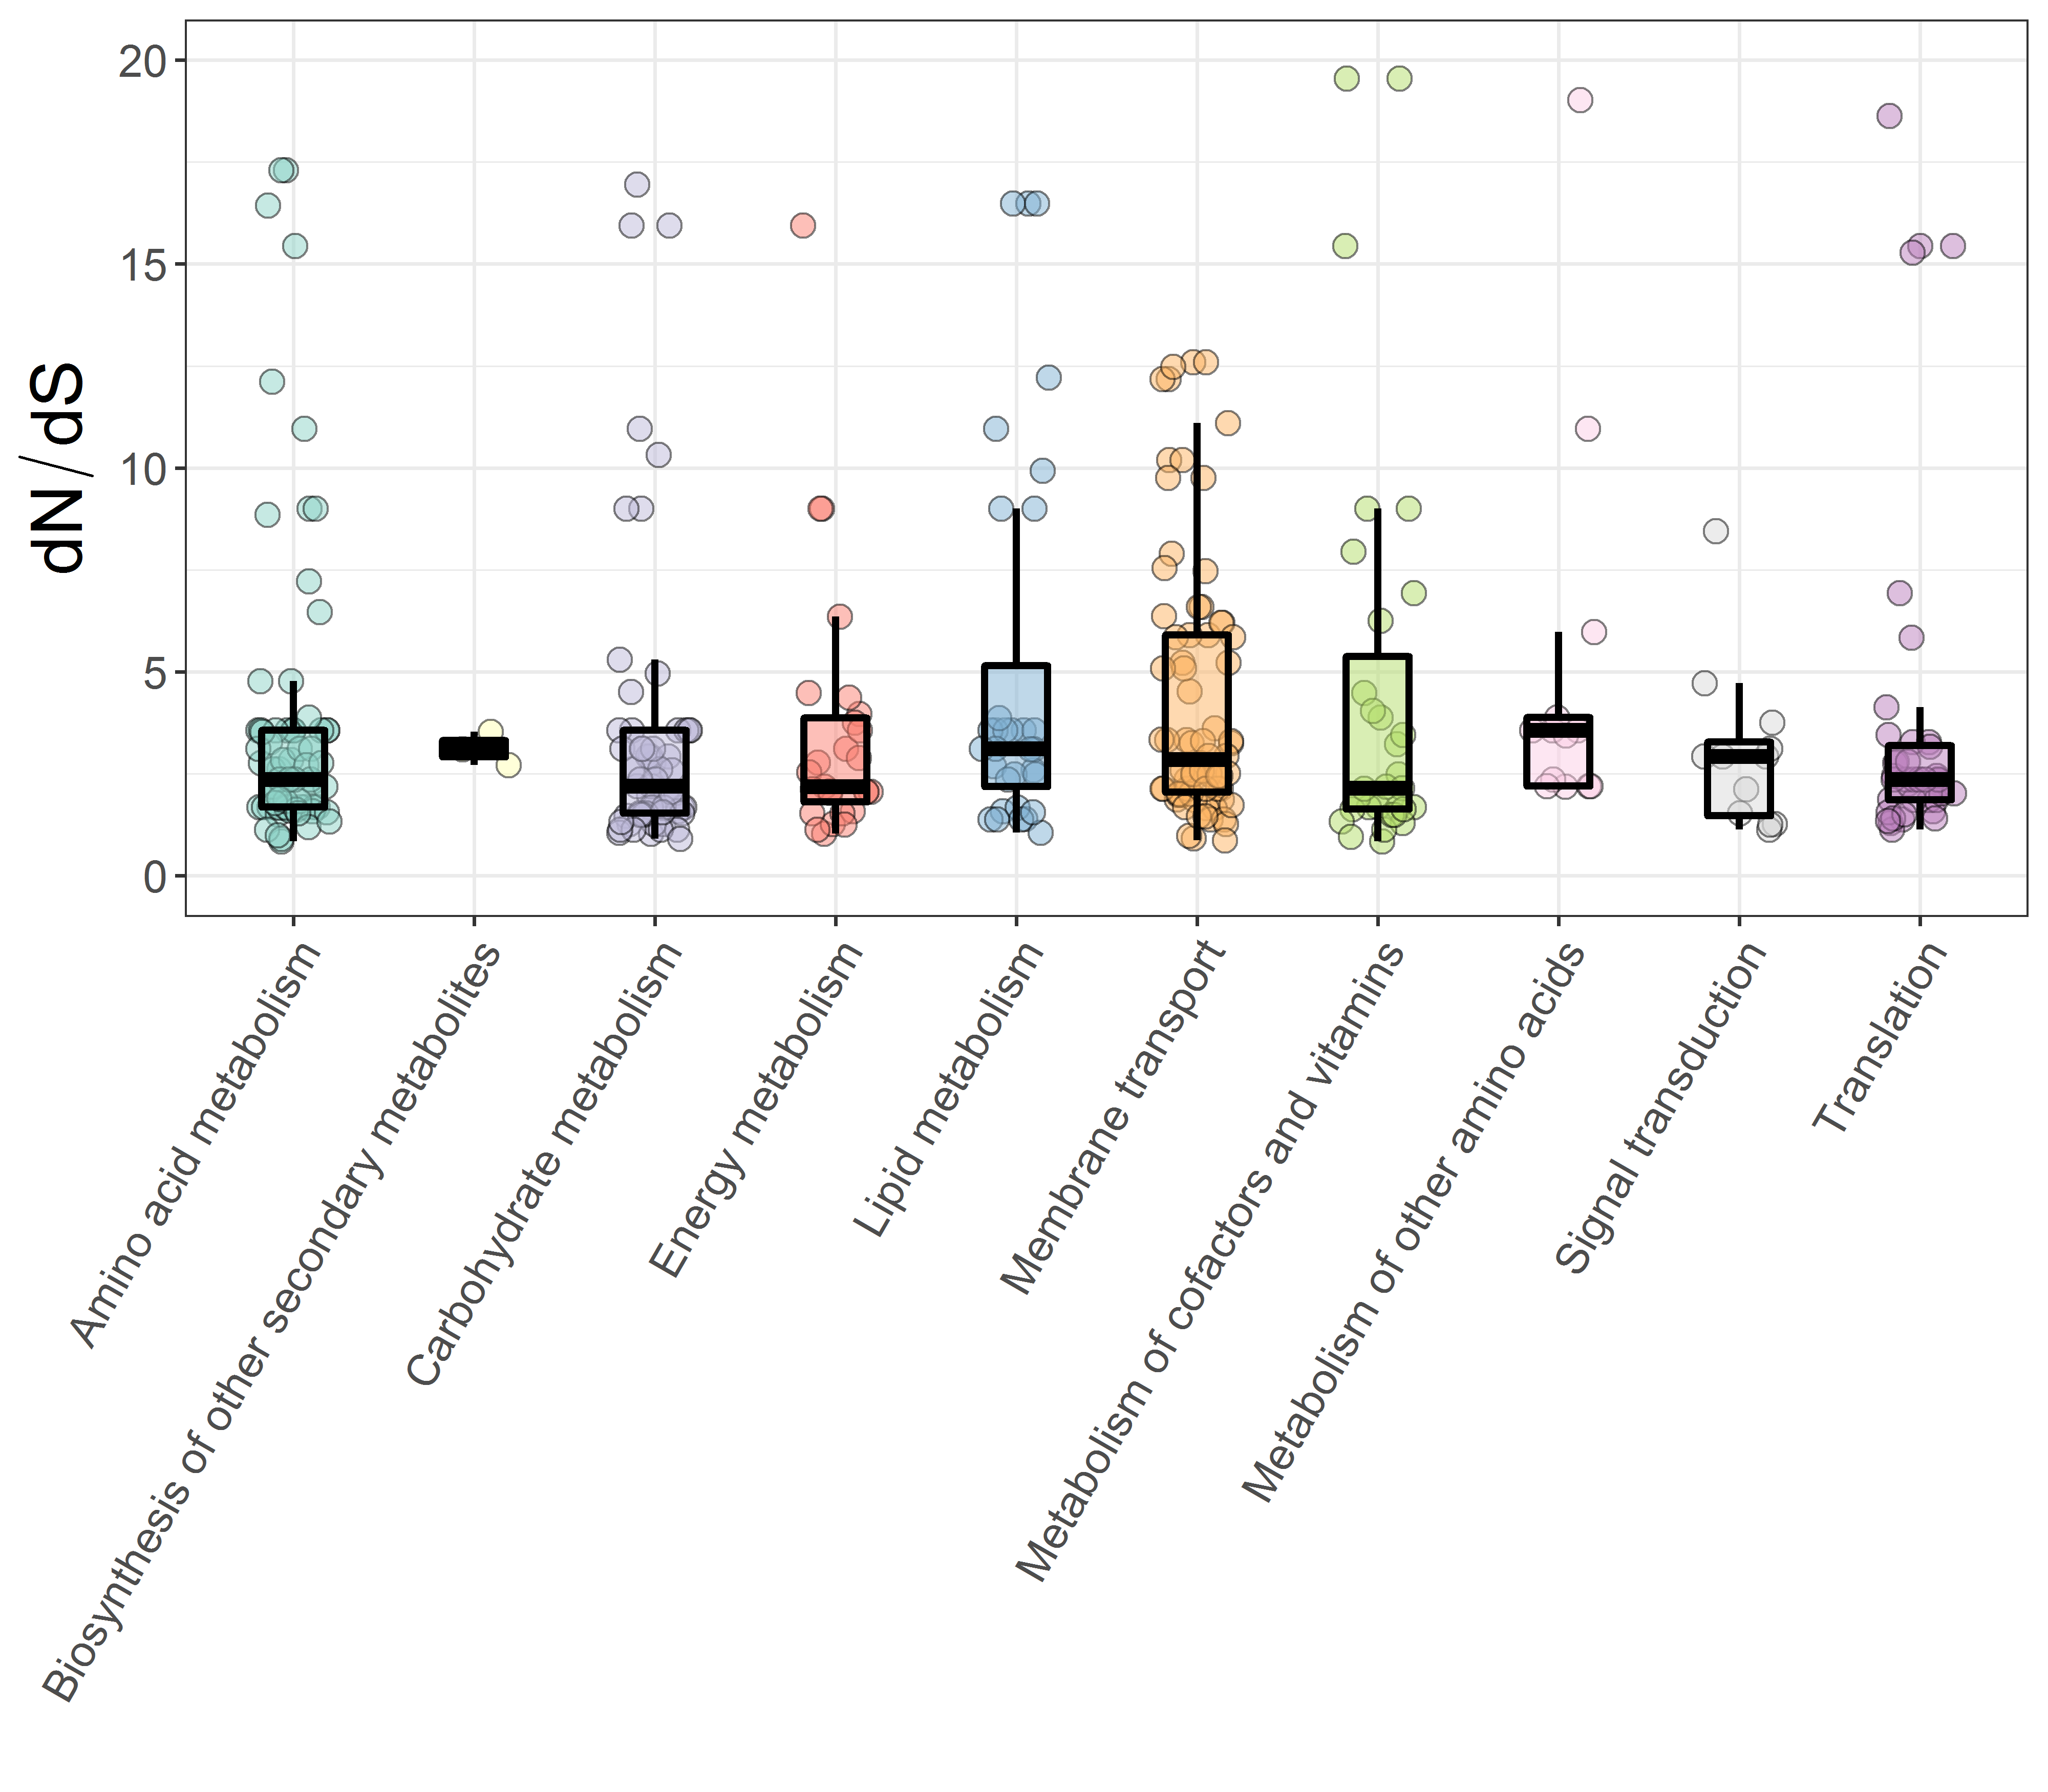 dN / dS
20
15
10
5
0
Amino acid metabolism
Biosynthesis of other secondary metabolites
Carbohydrate metabolism
Energy metabolism
Lipid metabolism
Membrane transport
Metabolism of cofactors and vitamins
Metabolism of other amino acids
Signal transduction
Translation